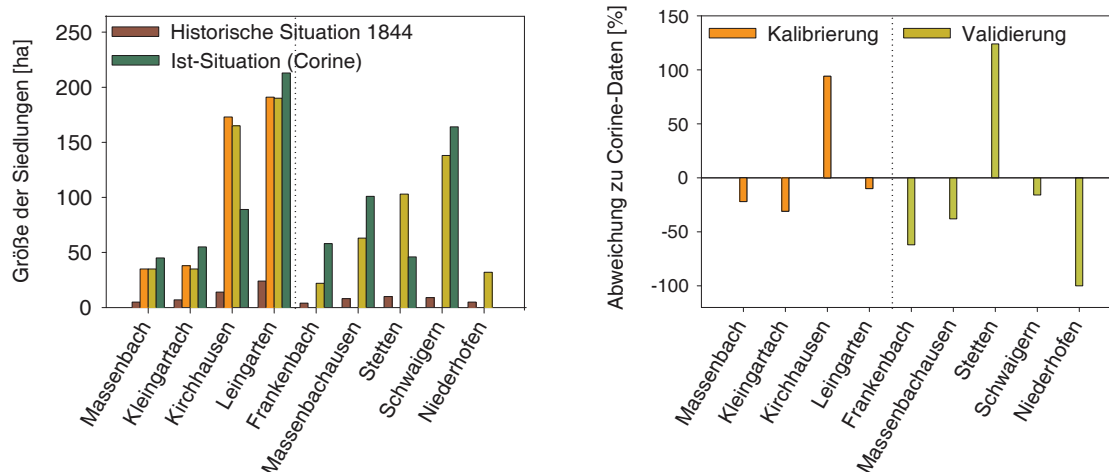 Größe der Siedlungen [ha]
250
200
150
100
50
0
Historische Situation 1844
Ist-Situation (Corine)
Massenbach
Kleingartach
Kirchhausen
Leingarten
Frankenbach
Massenbachausen
Stetten
Schwaigern
Niederhofen
Abweichung zu Corine-Daten [%]
150
100
50
0
-50
-100
Kalibrierung
Validierung
Massenbach
Kleingartach
Kirchhausen
Leingarten
Frankenbach
Massenbachausen
Stetten
Schwaigern
Niederhofen